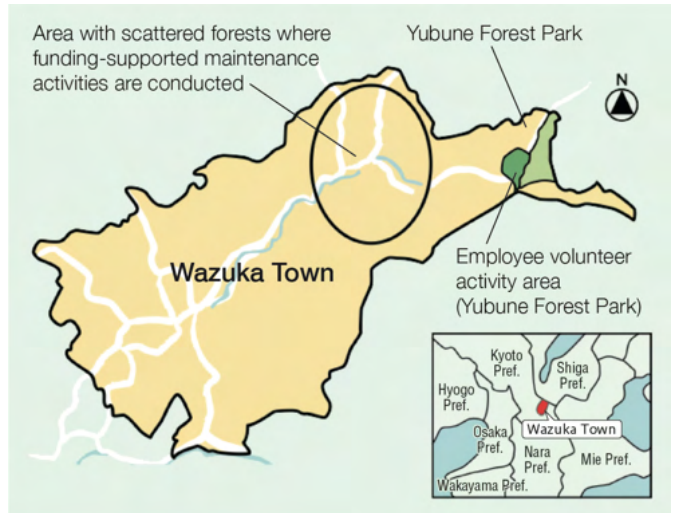 Area with scattered forests where
funding-supported maintenance
activities are conducted
Yubune Forest Park
N
Wazuka Town
Employee volunteer
activity area
(Yubune Forest Park)
Kyoto
Pref.
Shiga
Pref.
Hyogo
Pref.
Wazuka Town
Osaka
Pref.
Nara
Pref.
Mie Pref.
Wakayama Pref.